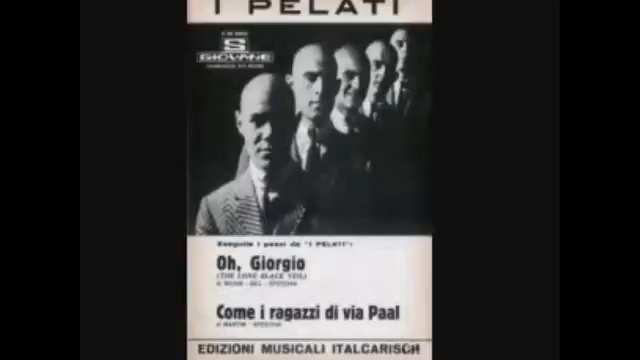 I PELATI
S
GIOVANE
Eseguite i pezzi da "I PELATI":
Oh, Giorgio
(THE LONG BLACK VEIL)
Come i ragazzi di via Paal
EDIZIONI MUSICALI ITALCARISCH